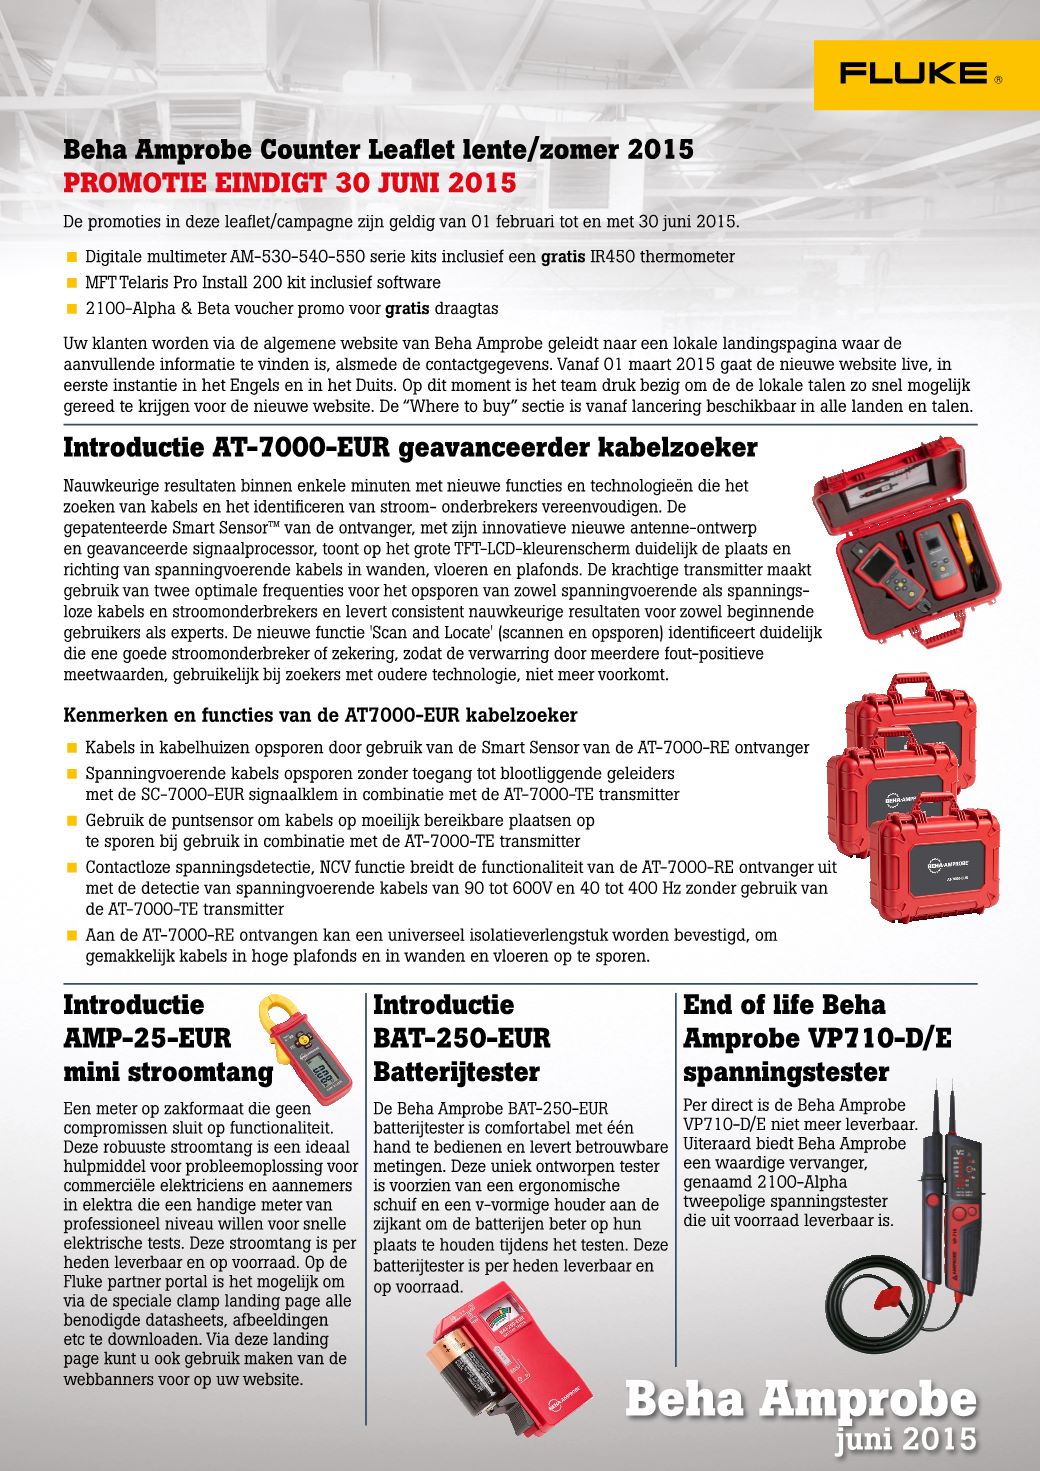 FLUKE ®
Beha Amprobe Counter Leaflet lente/zomer 2015
PROMOTIE EINDIGT 30 JUNI 2015
De promoties in deze leaflet/campagne zijn geldig van 01 februari tot en met 30 juni 2015.
Digitale multimeter AM-530-540-550 serie kits inclusief een gratis IR450 thermometer
MFT Telaris Pro Install 200 kit inclusief software
2100-Alpha & Beta voucher promo voor gratis draagtas
Uw klanten worden via de algemene website van Beha Amprobe geleidt naar een lokale landingspagina waar de
aanvullende informatie te vinden is, alsmede de contactgegevens. Vanaf 01 maart 2015 gaat de nieuwe website live, in
eerste instantie in het Engels en in het Duits. Op dit moment is het team druk bezig om de de lokale talen zo snel mogelijk
gereed te krijgen voor de nieuwe website. De “Where to buy” sectie is vanaf lancering beschikbaar in alle landen en talen.
Introductie AT-7000-EUR geavanceerder kabelzoeker
Nauwkeurige resultaten binnen enkele minuten met nieuwe functies en technologieën die het
zoeken van kabels en het identificeren van stroom- onderbrekers vereenvoudigen. De
gepatenteerde Smart Sensor™ van de ontvanger, met zijn innovatieve nieuwe antenne-ontwerp
en geavanceerde signaalprocessor, toont op het grote TFT-LCD-kleurenscherm duidelijk de plaats en
richting van spanningvoerende kabels in wanden, vloeren en plafonds. De krachtige transmitter maakt
gebruik van twee optimale frequenties voor het opsporen van zowel spanningvoerende als spannings-
loze kabels en stroomonderbrekers en levert consistent nauwkeurige resultaten voor zowel beginnende
gebruikers als experts. De nieuwe functie 'Scan and Locate' (scannen en opsporen) identificeert duidelijk
die ene goede stroomonderbreker of zekering, zodat de verwarring door meerdere fout-positieve
meetwaarden, gebruikelijk bij zoekers met oudere technologie, niet meer voorkomt.
Kenmerken en functies van de AT7000-EUR kabelzoeker
Kabels in kabelhuizen opsporen door gebruik van de Smart Sensor van de AT-7000-RE ontvanger
Spanningvoerende kabels opsporen zonder toegang tot blootliggende geleiders
met de SC-7000-EUR signaalklem in combinatie met de AT-7000-TE transmitter
Gebruik de puntsensor om kabels op moeilijk bereikbare plaatsen op
te sporen bij gebruik in combinatie met de AT-7000-TE transmitter
Contactloze spanningsdetectie, NCV functie breidt de functionaliteit van de AT-7000-RE ontvanger uit
met de detectie van spanningvoerende kabels van 90 tot 600V en 40 tot 400 Hz zonder gebruik van
de AT-7000-TE transmitter
Aan de AT-7000-RE ontvangen kan een universeel isolatieverlengstuk worden bevestigd, om
gemakkelijk kabels in hoge plafonds en in wanden en vloeren op te sporen.
BEHA-AMPROBE
Introductie
AMP-25-EUR
mini stroomtang
Een meter op zakformaat die geen
compromissen sluit op functionaliteit.
Deze robuuste stroomtang is een ideaal
hulpmiddel voor probleemoplossing voor
commerciële elektriciens en aannemers
in elektra die een handige meter van
professioneel niveau willen voor snelle
elektrische tests. Deze stroomtang is per
heden leverbaar en op voorraad. Op de
Fluke partner portal is het mogelijk om
via de speciale clamp landing page alle
benodigde datasheets, afbeeldingen
etc te downloaden. Via deze landing
page kunt u ook gebruik maken van de
webbanners voor op uw website.
Introductie
BAT-250-EUR
Batterijtester
De Beha Amprobe BAT-250-EUR
batterijtester is comfortabel met één
hand te bedienen en levert betrouwbare
metingen. Deze uniek ontworpen tester
is voorzien van een ergonomische
schuif en een v-vormige houder aan de
zijkant om de batterijen beter op hun
plaats te houden tijdens het testen. Deze
batterijtester is per heden leverbaar en
op voorraad.
BAT-250-EUR
BEHA-AMPROBE
End of life Beha
Amprobe VP710-D/E
spanningstester
Per direct is de Beha Amprobe
VP710-D/E niet meer leverbaar.
Uiteraard biedt Beha Amprobe
een waardige vervanger,
genaamd 2100-Alpha
tweepolige spanningstester
die uit voorraad leverbaar is.
Beha Amprobe
juni 2015